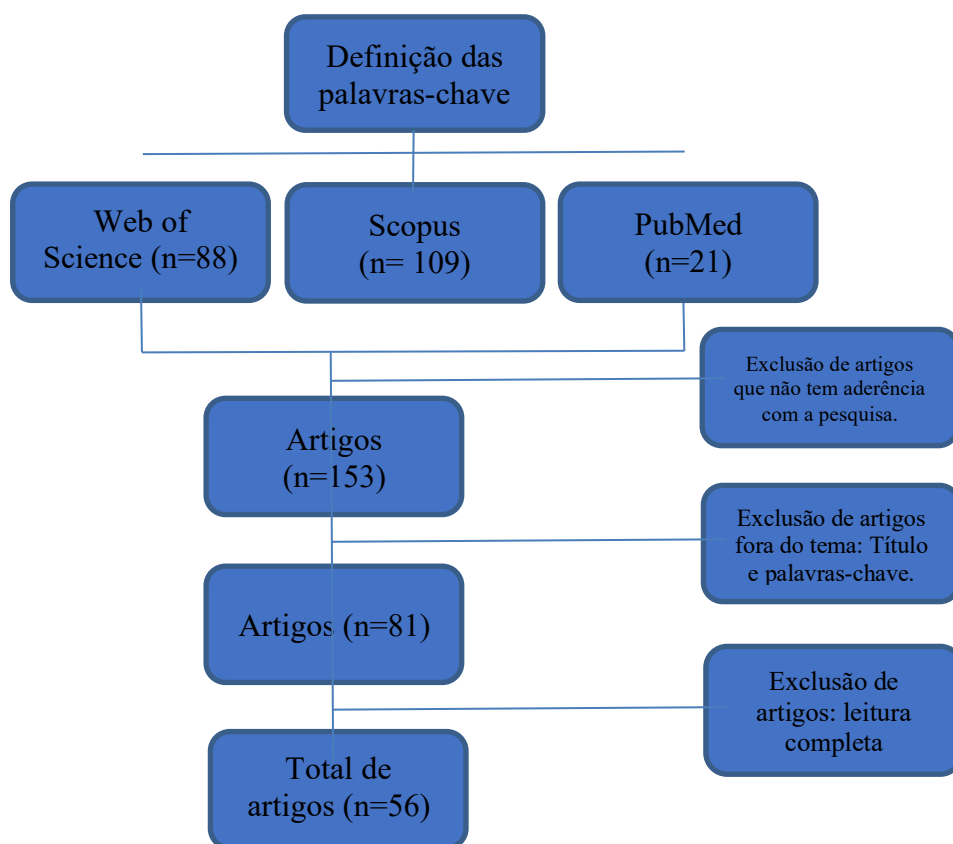 Definição das
palavras-chave
Web of
Science (n=88)
Scopus
(n= 109)
PubMed
(n=21)
Exclusão de artigos
que não tem aderência
com a pesquisa.
Artigos
(n=153)
Exclusão de artigos
fora do tema: Título
e palavras-chave.
Artigos (n=81)
Exclusão de
artigos: leitura
completa
Total de
artigos (n=56)